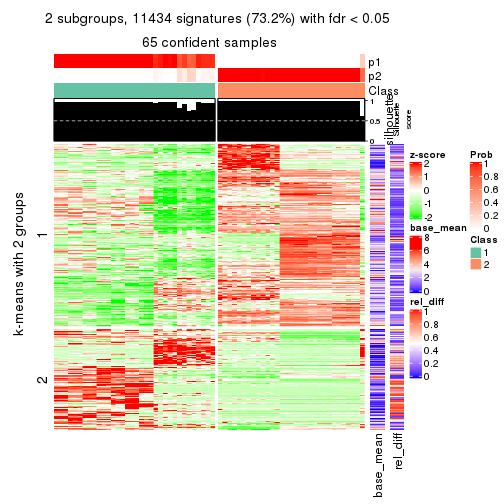 2 subgroups, 11434 signatures (73.2%) with fdr < 0.05
65 confident samples
p1
p2
Class
1
0.5
0
silhouette
Silhouette
score
k-means with 2 groups
1
2
base_mean
rel_diff
z-score
2
1
0
-1
-2
base_mean
8
6
4
2
0
rel_diff
1
0.8
0.6
0.4
0.2
0
Prob
1
0.8
0.6
0.4
0.2
0
Class
1
2